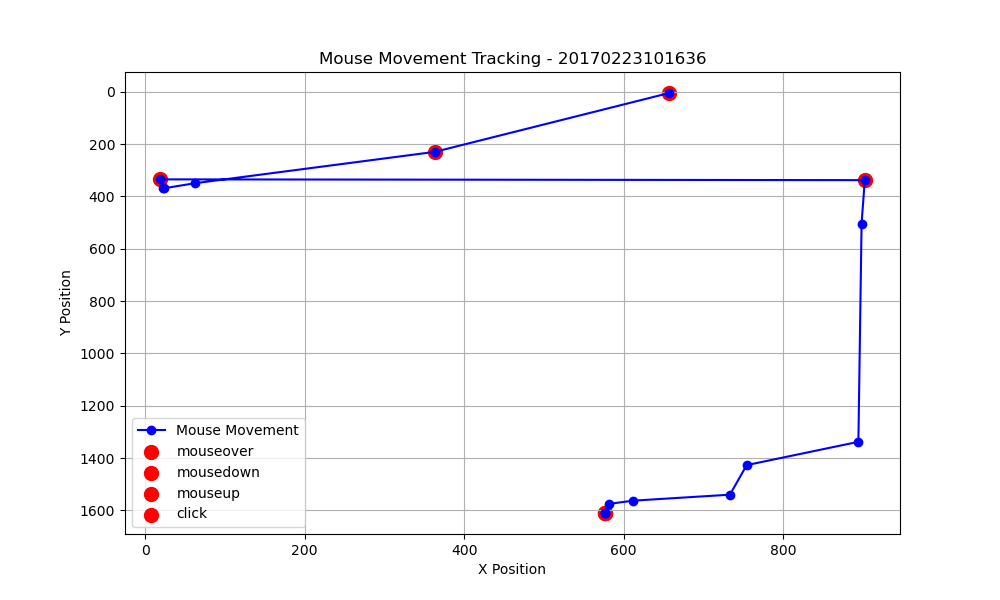 Mouse Movement Tracking - 20170223101636
0
200
400
600
800
1000
1200
1400
1600
Y Position
Mouse Movement
mouseover
mousedown
mouseup
click
0 200 400 600 800
X Position